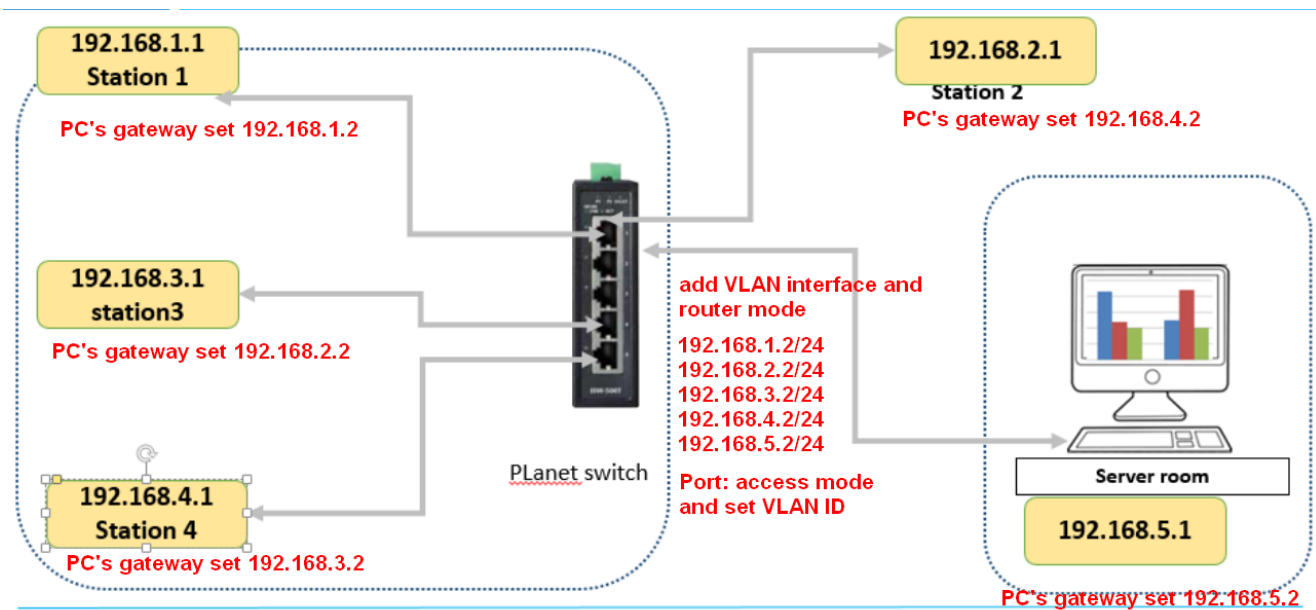 192.168.1.1
Station 1
PC's gateway set 192.168.1.2
192.168.2.1
Station 2
PC's gateway set 192.168.4.2
192.168.3.1
station3
PC's gateway set 192.168.2.2
192.168.4.1
Station 4
PC's gateway set 192.168.3.2
PLanet switch
add VLAN interface and
router mode
192.168.1.2/24
192.168.2.2/24
192.168.3.2/24
192.168.4.2/24
192.168.5.2/24
Port: access mode
and set VLAN ID
Server room
192.168.5.1
PC's gateway set 192.168.5.2